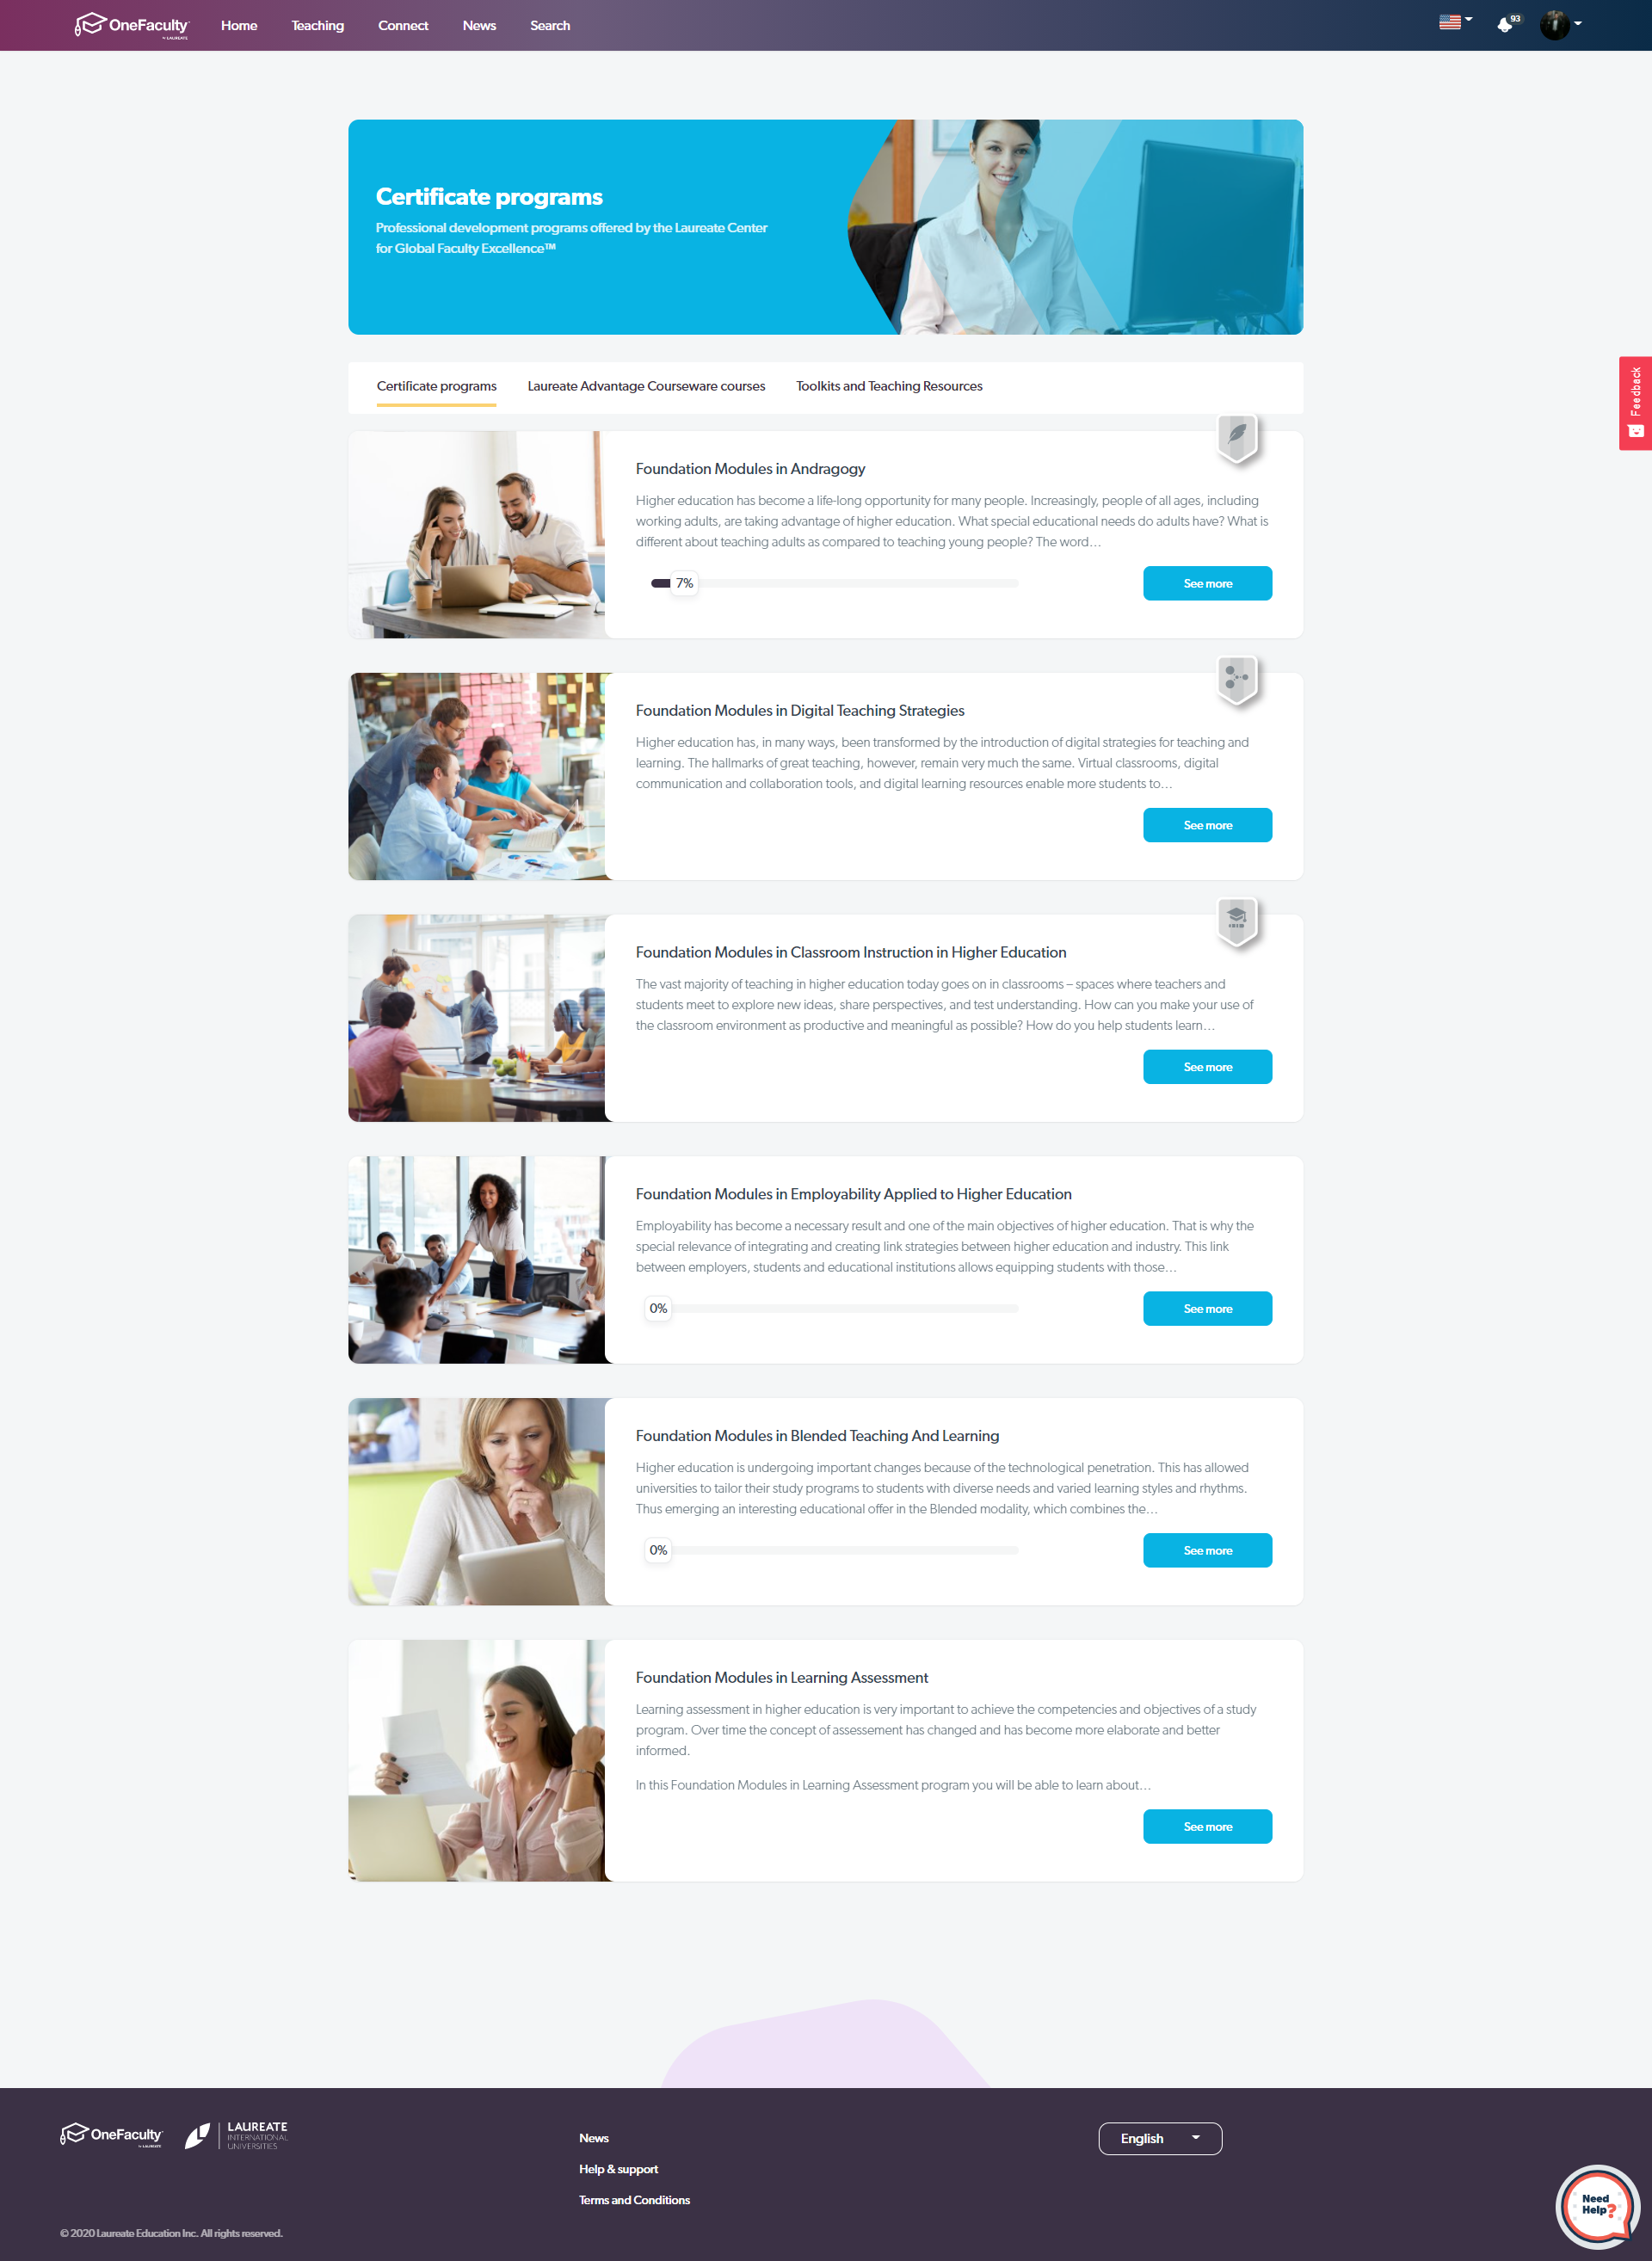 OneFaculty
by LAUREATE
Home
Teaching
Connect
News
Search
93
Certificate programs
Professional development programs offered by the Laureate Center
for Global Faculty Excellence™
Feedback
Certificate programs
Laureate Advantage Courseware courses
Toolkits and Teaching Resources
Foundation Modules in Andragogy
Higher education has become a life-long opportunity for many people. Increasingly, people of all ages, including
working adults, are taking advantage of higher education. What special educational needs do adults have? What is
different about teaching adults as compared to teaching young people? The word…
7%
See more
Foundation Modules in Digital Teaching Strategies
Higher education has, in many ways, been transformed by the introduction of digital strategies for teaching and
learning. The hallmarks of great teaching, however, remain very much the same. Virtual classrooms, digital
communication and collaboration tools, and digital learning resources enable more students to…
See more
Foundation Modules in Classroom Instruction in Higher Education
The vast majority of teaching in higher education today goes on in classrooms – spaces where teachers and
students meet to explore new ideas, share perspectives, and test understanding. How can you make your use of
the classroom environment as productive and meaningful as possible? How do you help students learn…
See more
Foundation Modules in Employability Applied to Higher Education
Employability has become a necessary result and one of the main objectives of higher education. That is why the
special relevance of integrating and creating link strategies between higher education and industry. This link
between employers, students and educational institutions allows equipping students with those…
0%
See more
Foundation Modules in Blended Teaching And Learning
Higher education is undergoing important changes because of the technological penetration. This has allowed
universities to tailor their study programs to students with diverse needs and varied learning styles and rhythms.
Thus emerging an interesting educational offer in the Blended modality, which combines the…
0%
See more
Foundation Modules in Learning Assessment
Learning assessment in higher education is very important to achieve the competencies and objectives of a study
program. Over time the concept of assessement has changed and has become more elaborate and better
informed.
In this Foundation Modules in Learning Assessment program you will be able to learn about…
See more
OneFaculty
by LAUREATE
LAUREATE
INTERNATIONAL
UNIVERSITIES
News
Help & support
Terms and Conditions
English
Need
Help?
© 2020 Laureate Education Inc. All rights reserved.